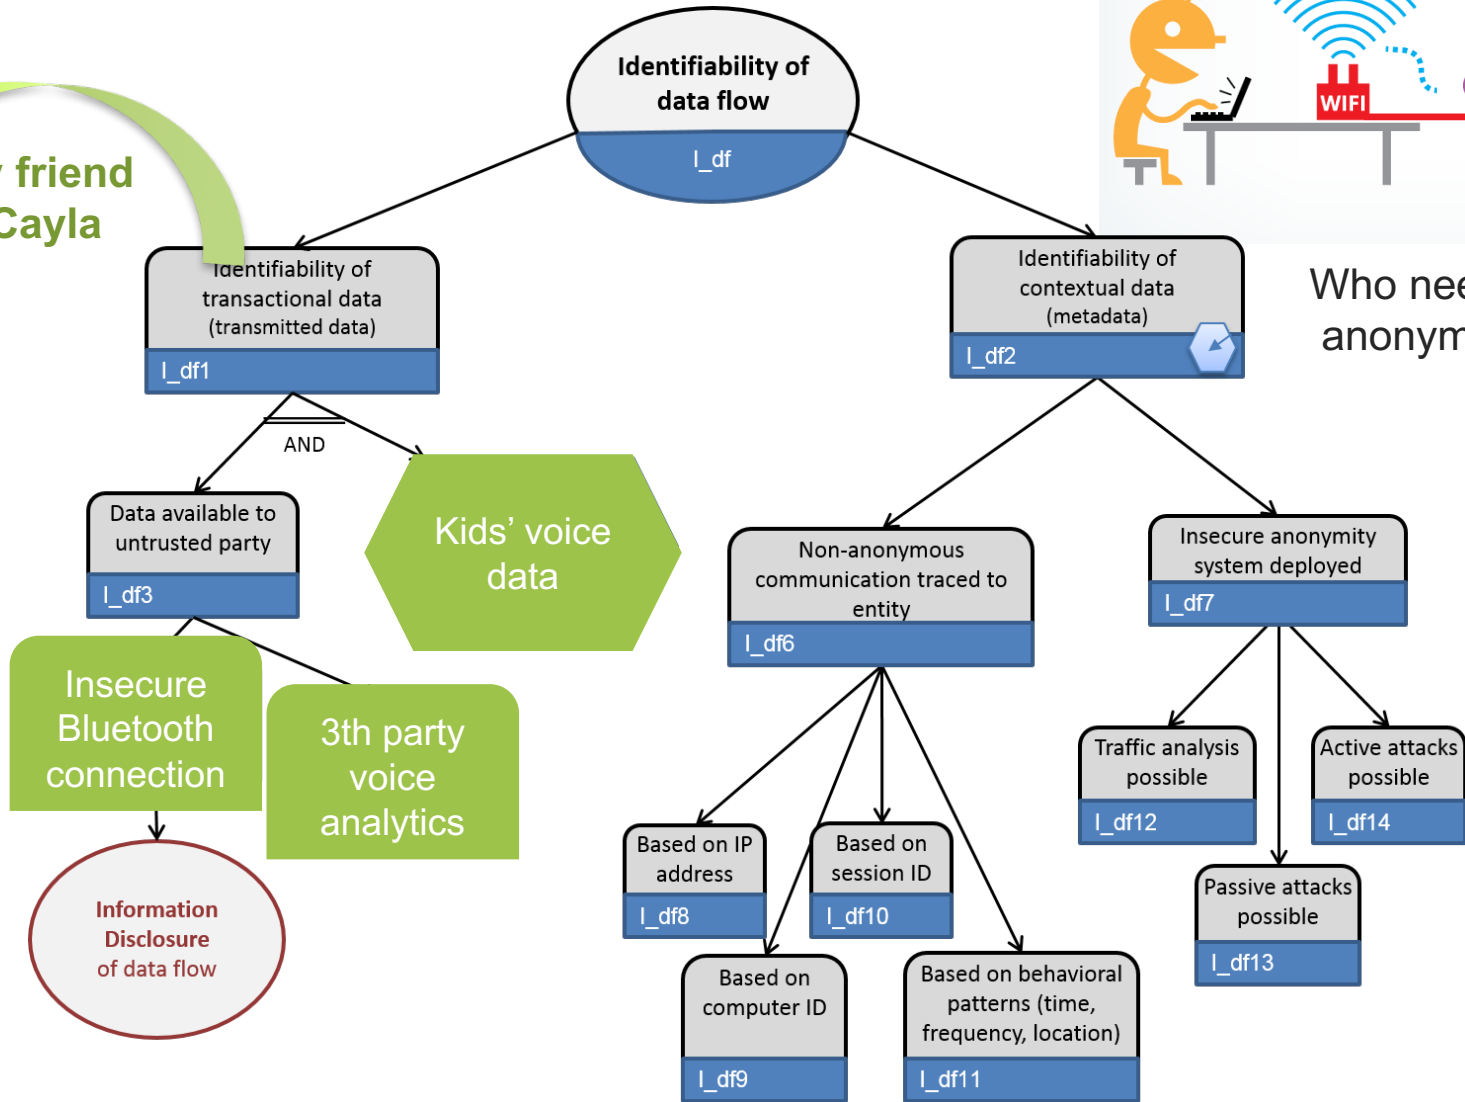 Identifiability of
data flow
I_df
WIFI
friend
Cayla
Identifiability of
transactional data
(transmitted data)
I_df1
Identifiability of
contextual data
(metadata)
I_df2
Who
AND
Data available to
untrusted party
I_df3
Kids’ voice
data
Non-anonymous
communication traced to
entity
I_df6
Insecure anonymity
system deployed
I_df7
Insecure
Bluetooth
connection
3th party
voice
analytics
Information
Disclosure
of data flow
Based on IP
address
I_df8
Based on
session ID
I_df10
Based on
computer ID
I_df9
Based on behavioral
patterns (time,
frequency, location)
I_df11
Traffic analysis
possible
I_df12
Active attacks
possible
I_df14
Passive attacks
possible
I_df13